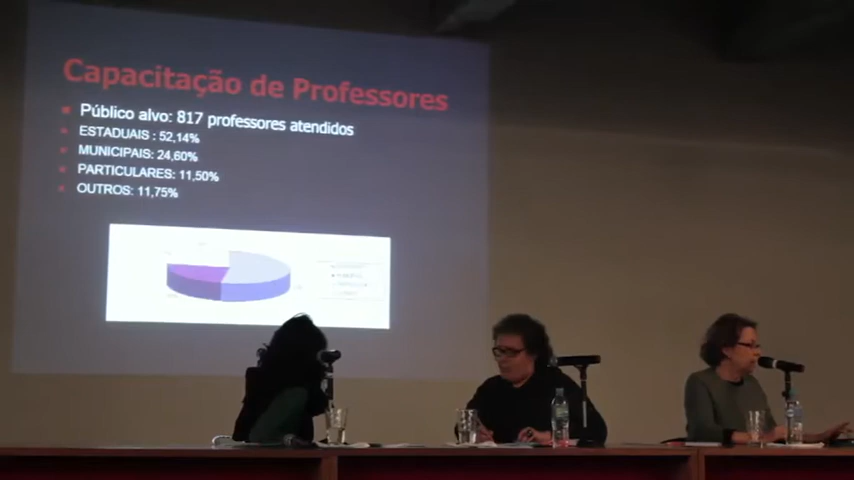 Capacitação de Professores
Público alvo: 817 professores atendidos
ESTADUAIS : 52,14%
MUNICIPAIS: 24,60%
PARTICULARES: 11,50%
OUTROS: 11,75%